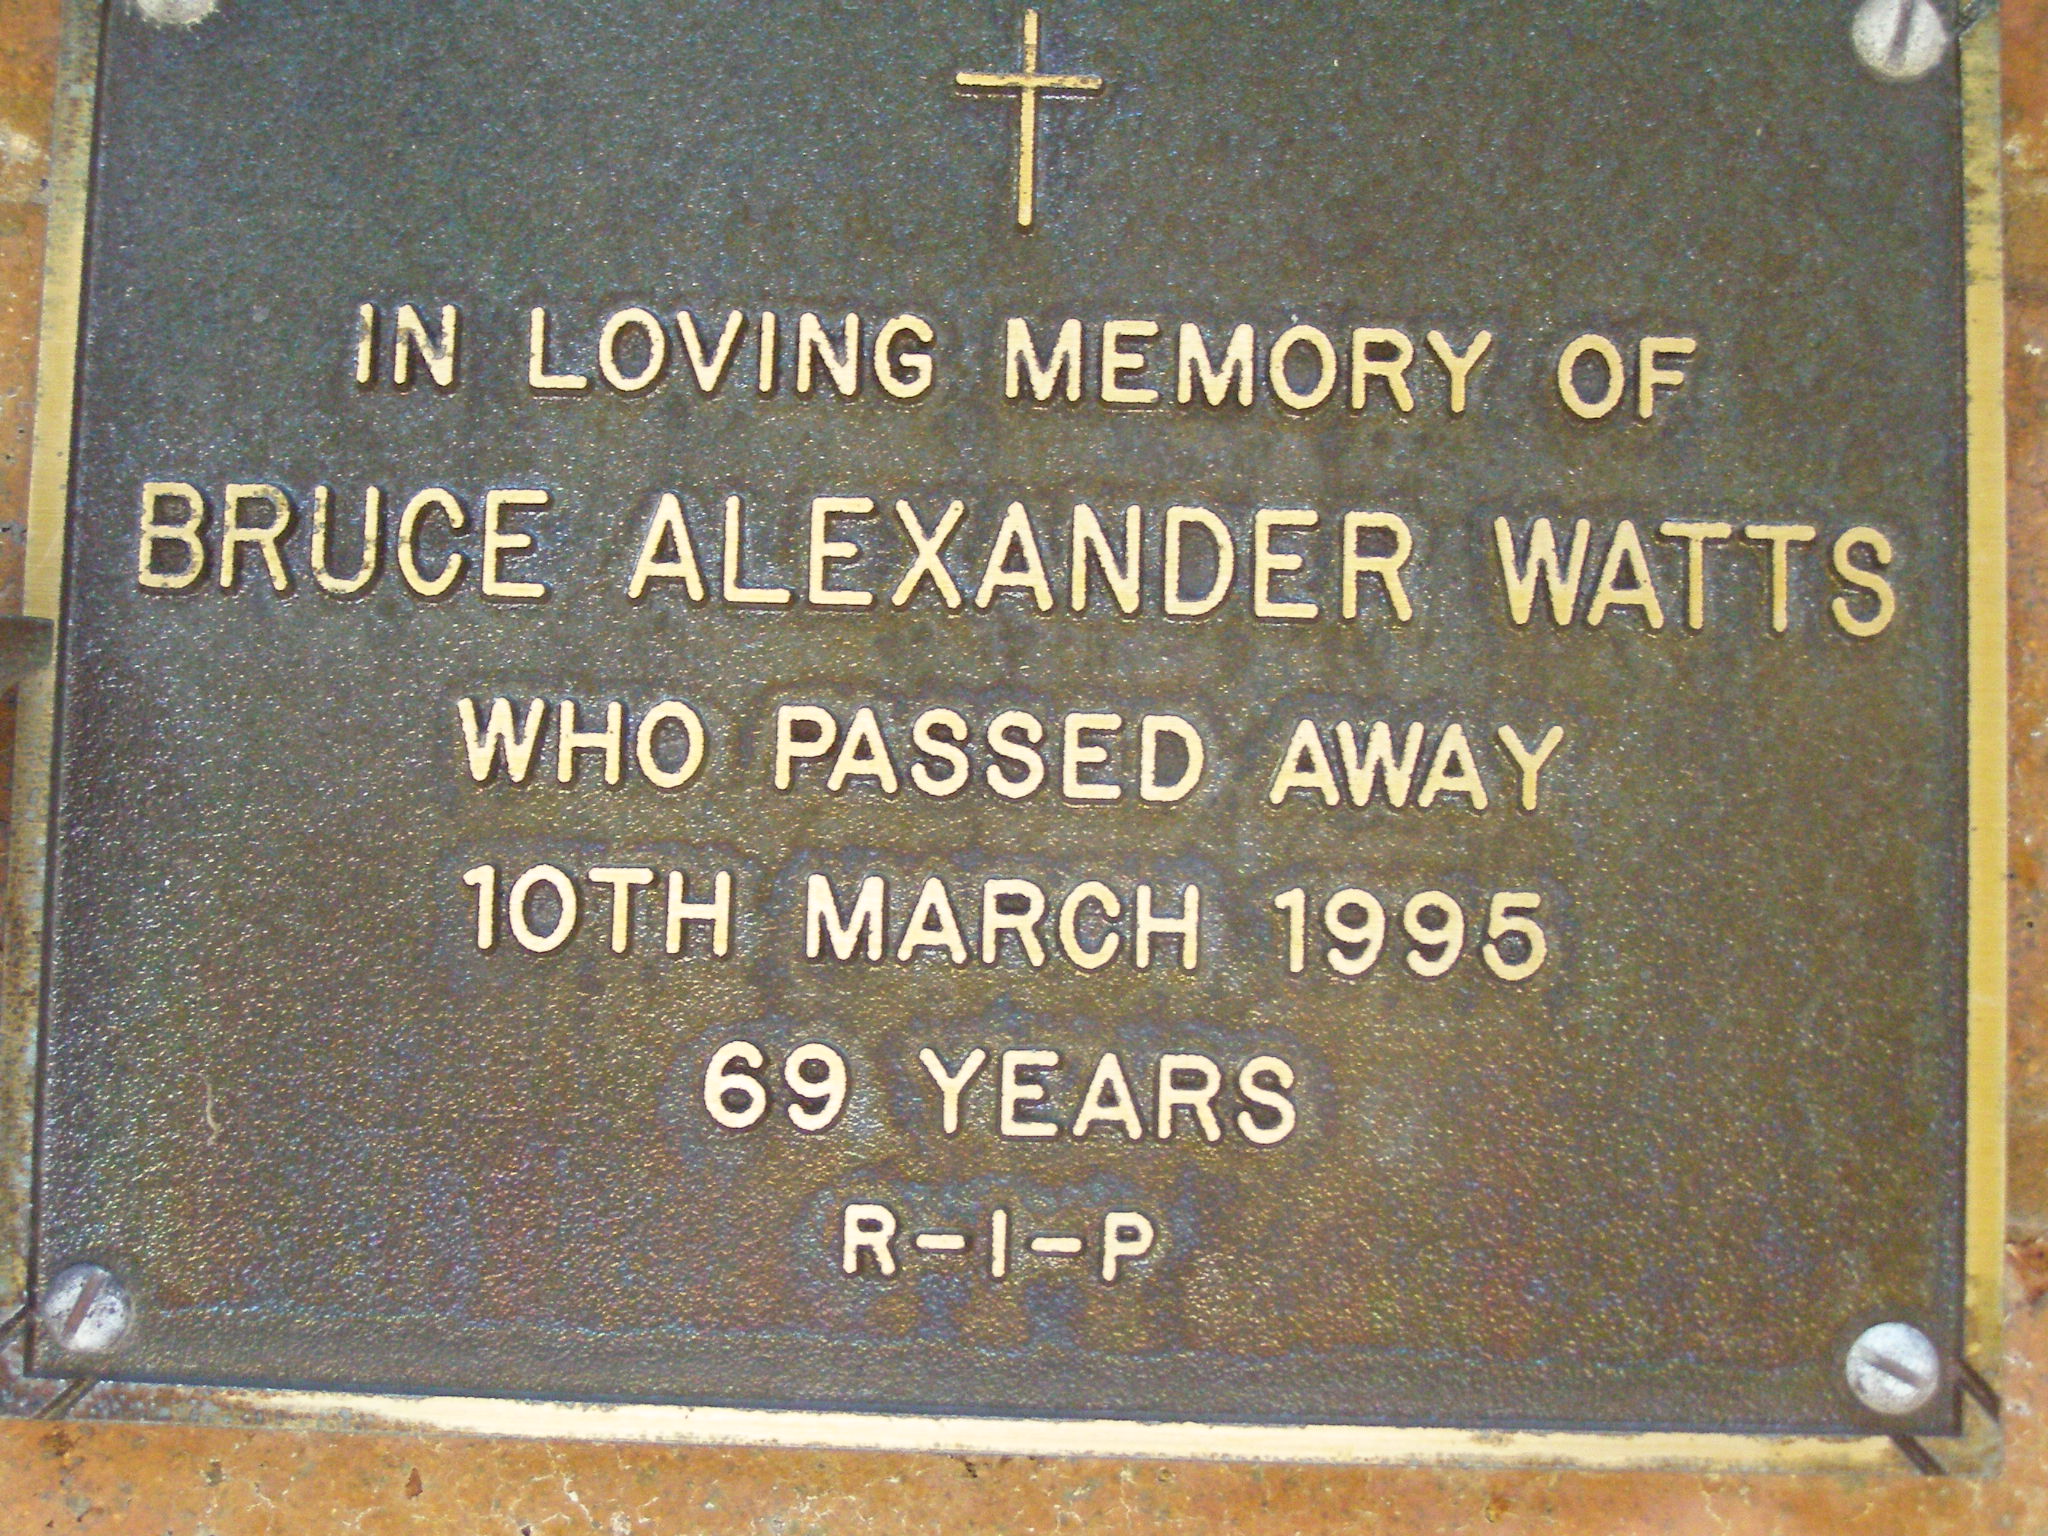 IN LOVING MEMORY OF
BRUCE ALEXANDER WATTS
WHO PASSED AWAY
10TH MARCH 1995
69 YEARS
R-I-P